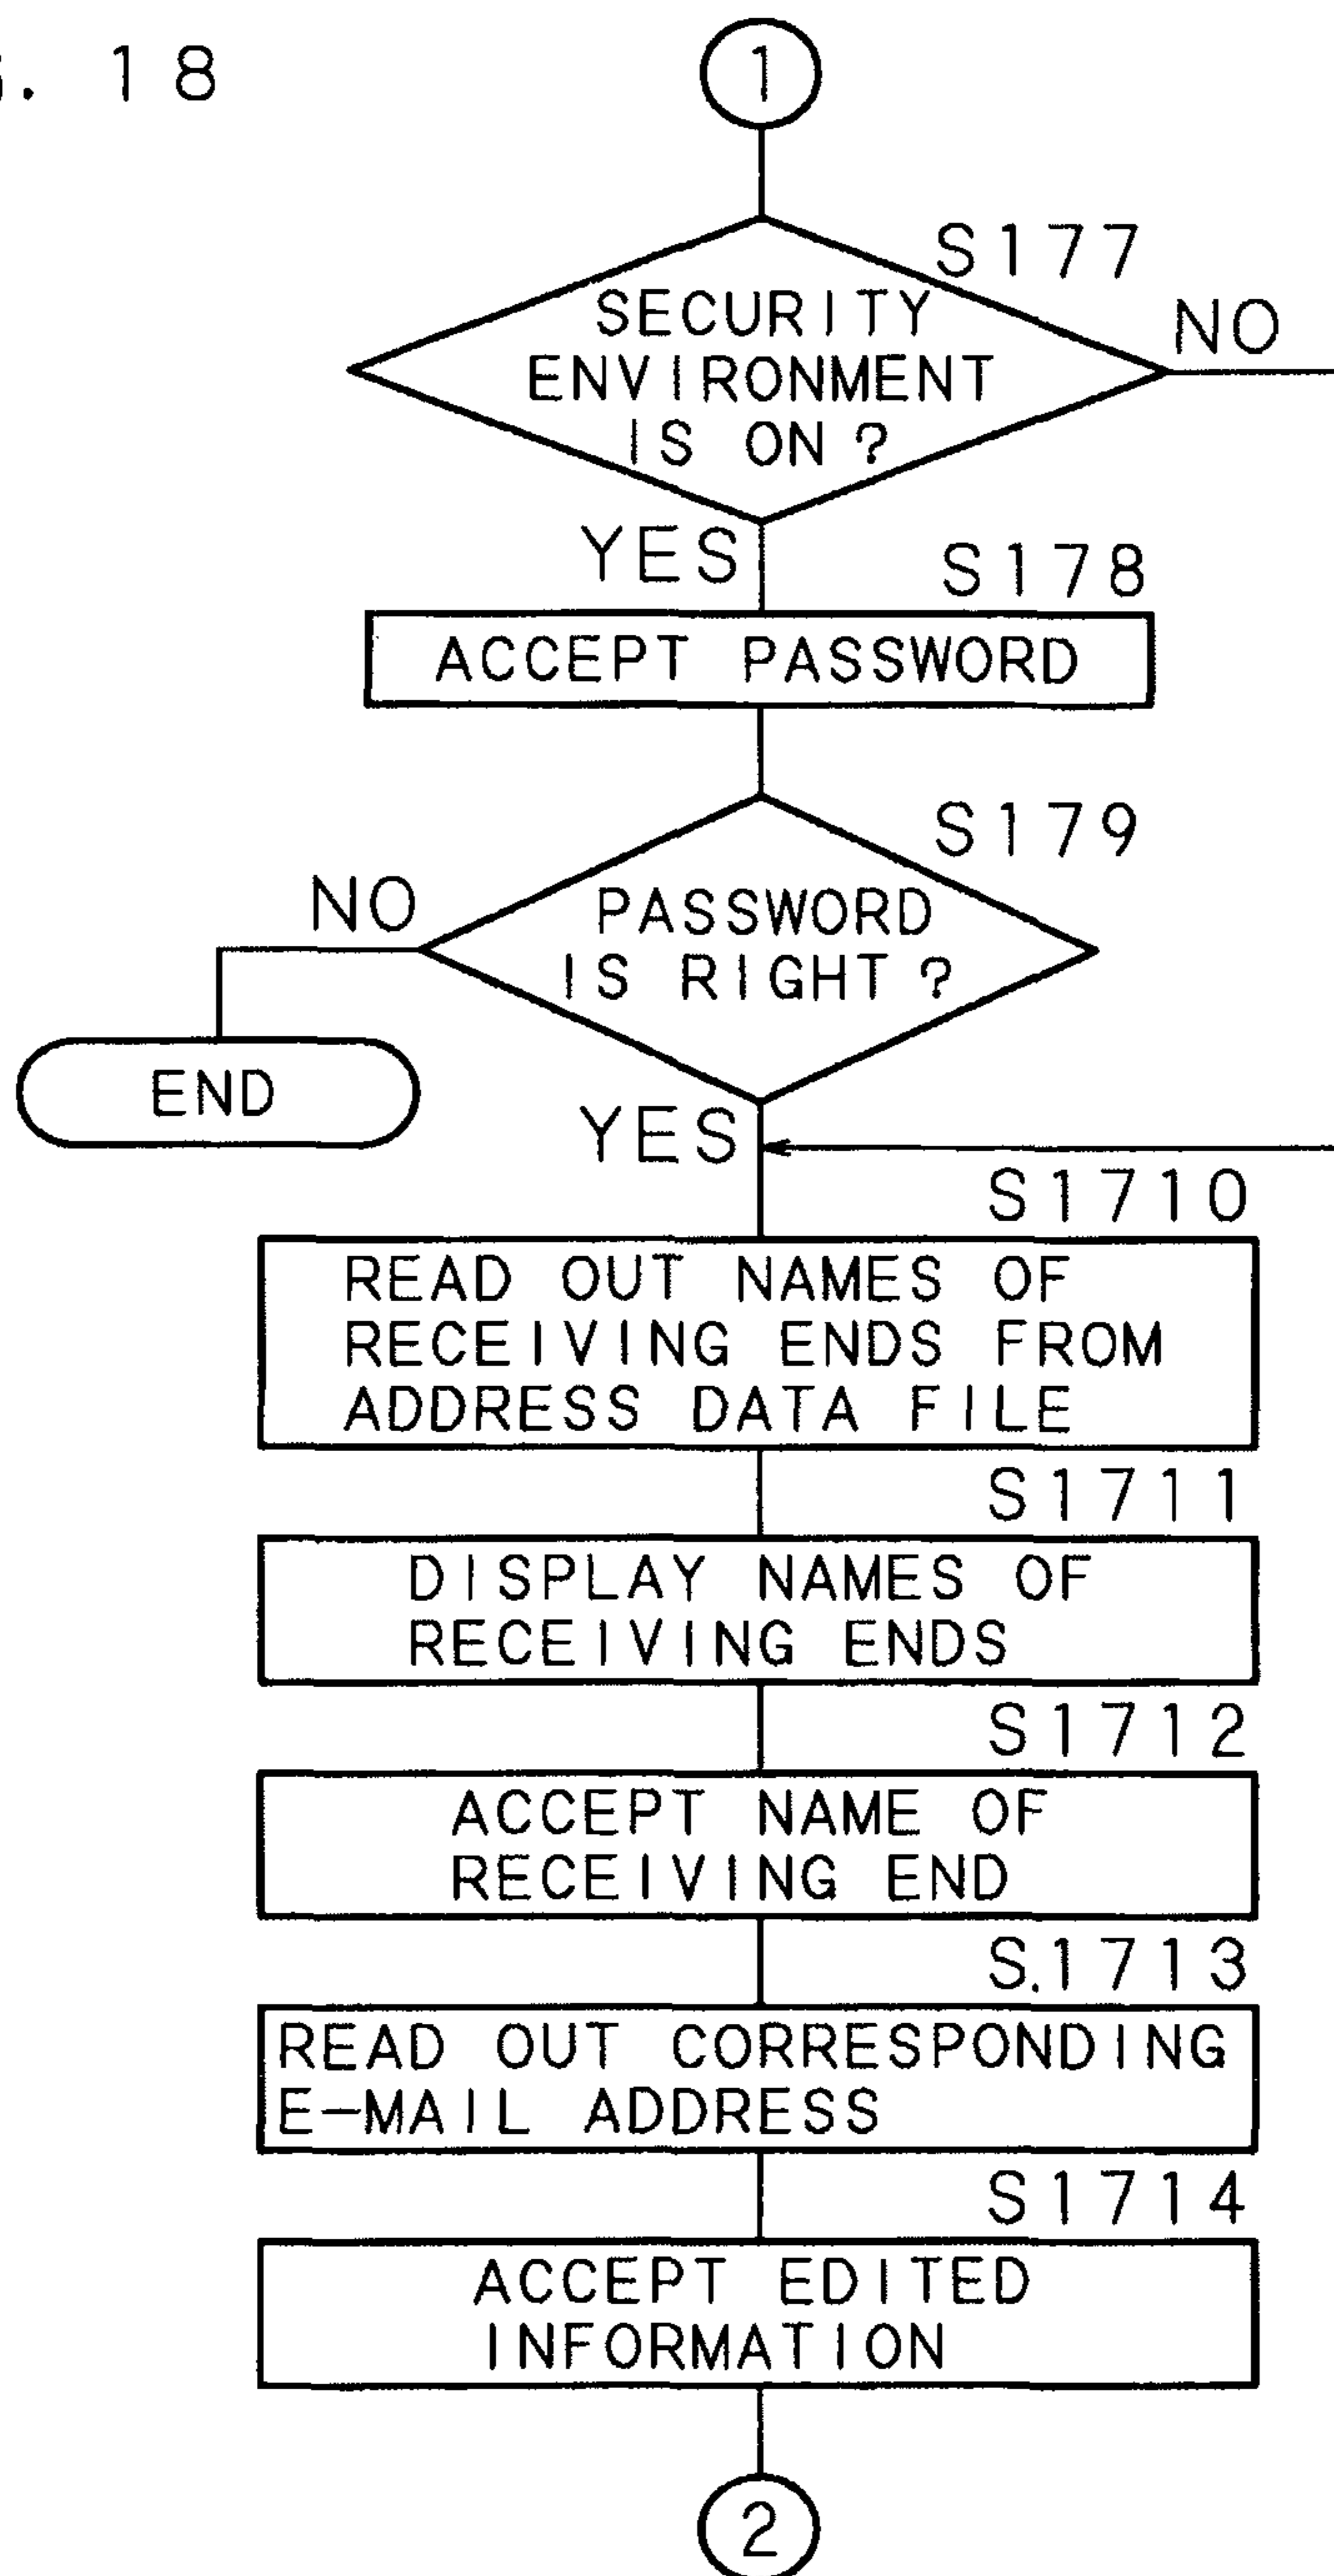 G. 18
1
S177
SECURITY
ENVIRONMENT
IS ON?
NO
YES
S178
ACCEPT PASSWORD
S179
NO
PASSWORD
IS RIGHT?
END
YES
S1710
READ OUT NAMES OF
RECEIVING ENDS FROM
ADDRESS DATA FILE
S1711
DISPLAY NAMES OF
RECEIVING ENDS
S1712
ACCEPT NAME OF
RECEIVING END
S.1713
READ OUT CORRESPONDING
E-MAIL ADDRESS
S1714
ACCEPT EDITED
INFORMATION
2